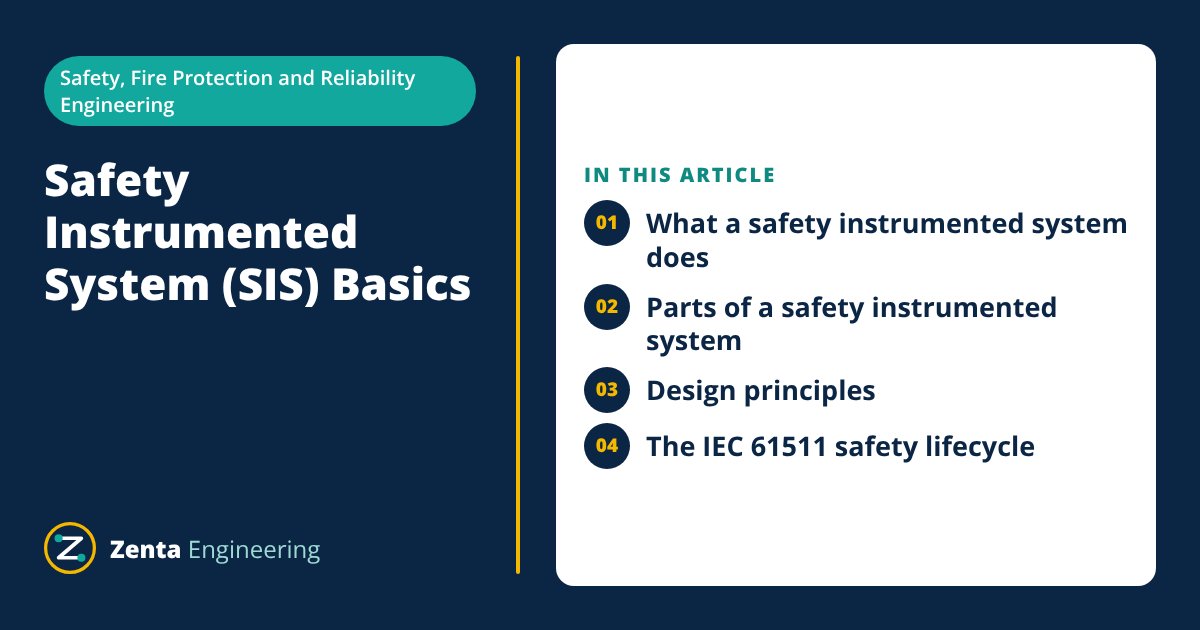 Safety, Fire Protection and Reliability
Engineering
Safety
Instrumented
System (SIS) Basics
Zenta Engineering
IN THIS ARTICLE
01 What a safety instrumented system
does
02 Parts of a safety instrumented
system
03 Design principles
04 The IEC 61511 safety lifecycle